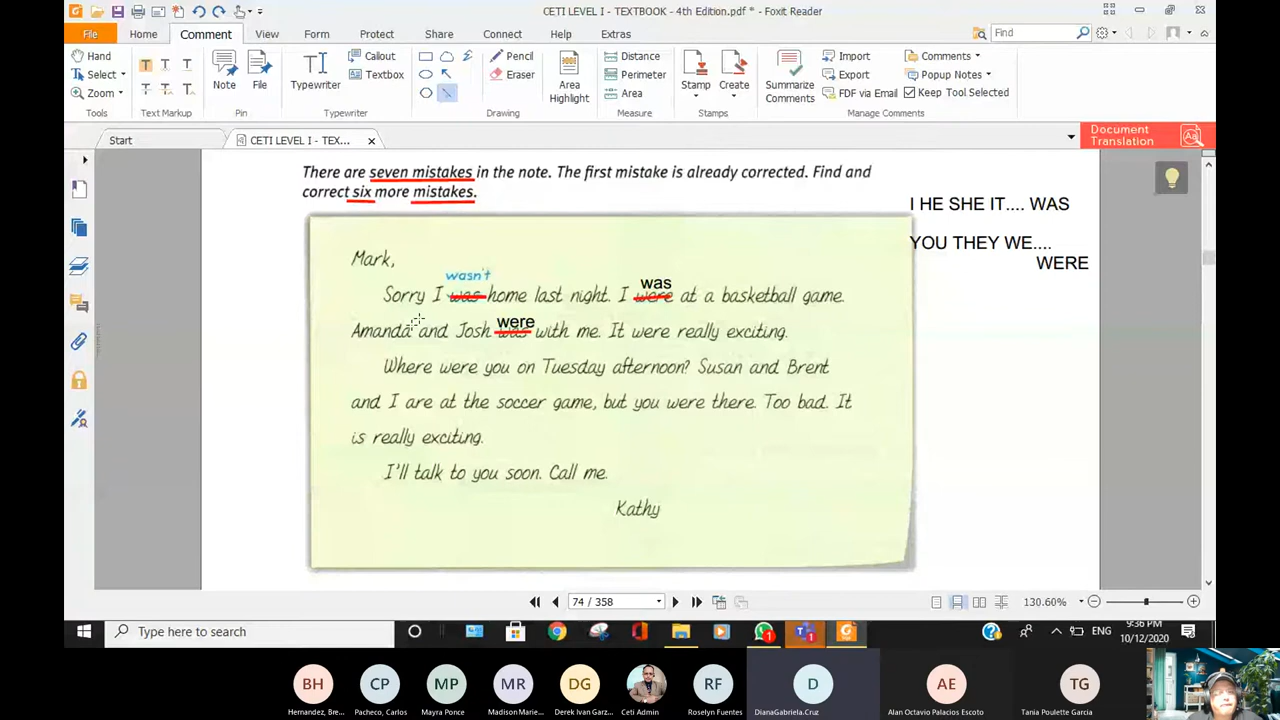 CETI LEVEL I - TEXTBOOK - 4th Edition.pdf * - Foxit Reader
File Home Comment View Form Protect Share Connect Help Extras Find
Hand Select Zoom Tools
Text Markup
Note File Pin
Typewriter Callout Textbox Typewriter
Pencil Eraser Area Highlight Drawing
Distance Perimeter Area Measure
Stamp Create Stamps
Summarize Comments Import Export FDF via Email Comments Popup Notes Keep Tool Selected Manage Comments
Start CETI LEVEL I - TEX... Document Translation
There are seven mistakes in the note. The first mistake is already corrected. Find and
correct six more mistakes.
I HE SHE IT.... WAS
YOU THEY WE....
WERE
Mark,
wasn't was
Sorry I was home last night. I were at a basketball game.
were
Amanda and Josh was with me. It were really exciting.
Where were you on Tuesday afternoon? Susan and Brent
and I are at the soccer game, but you were there. Too bad. It
is really exciting.
I'll talk to you soon. Call me.
Kathy
74 / 358 130.60%
Type here to search ENG 9:36 PM 10/12/2020
BH CP MP MR DG RF D AE TG
Hernandez, Bre... Pacheco, Carlos Mayra Ponce Madison Marie... Derek Ivan Garz... Ceti Admin Roselyn Fuentes DianaGabriela.Cruz Alan Octavio Palacios Escoto Tania Poulette Garcia